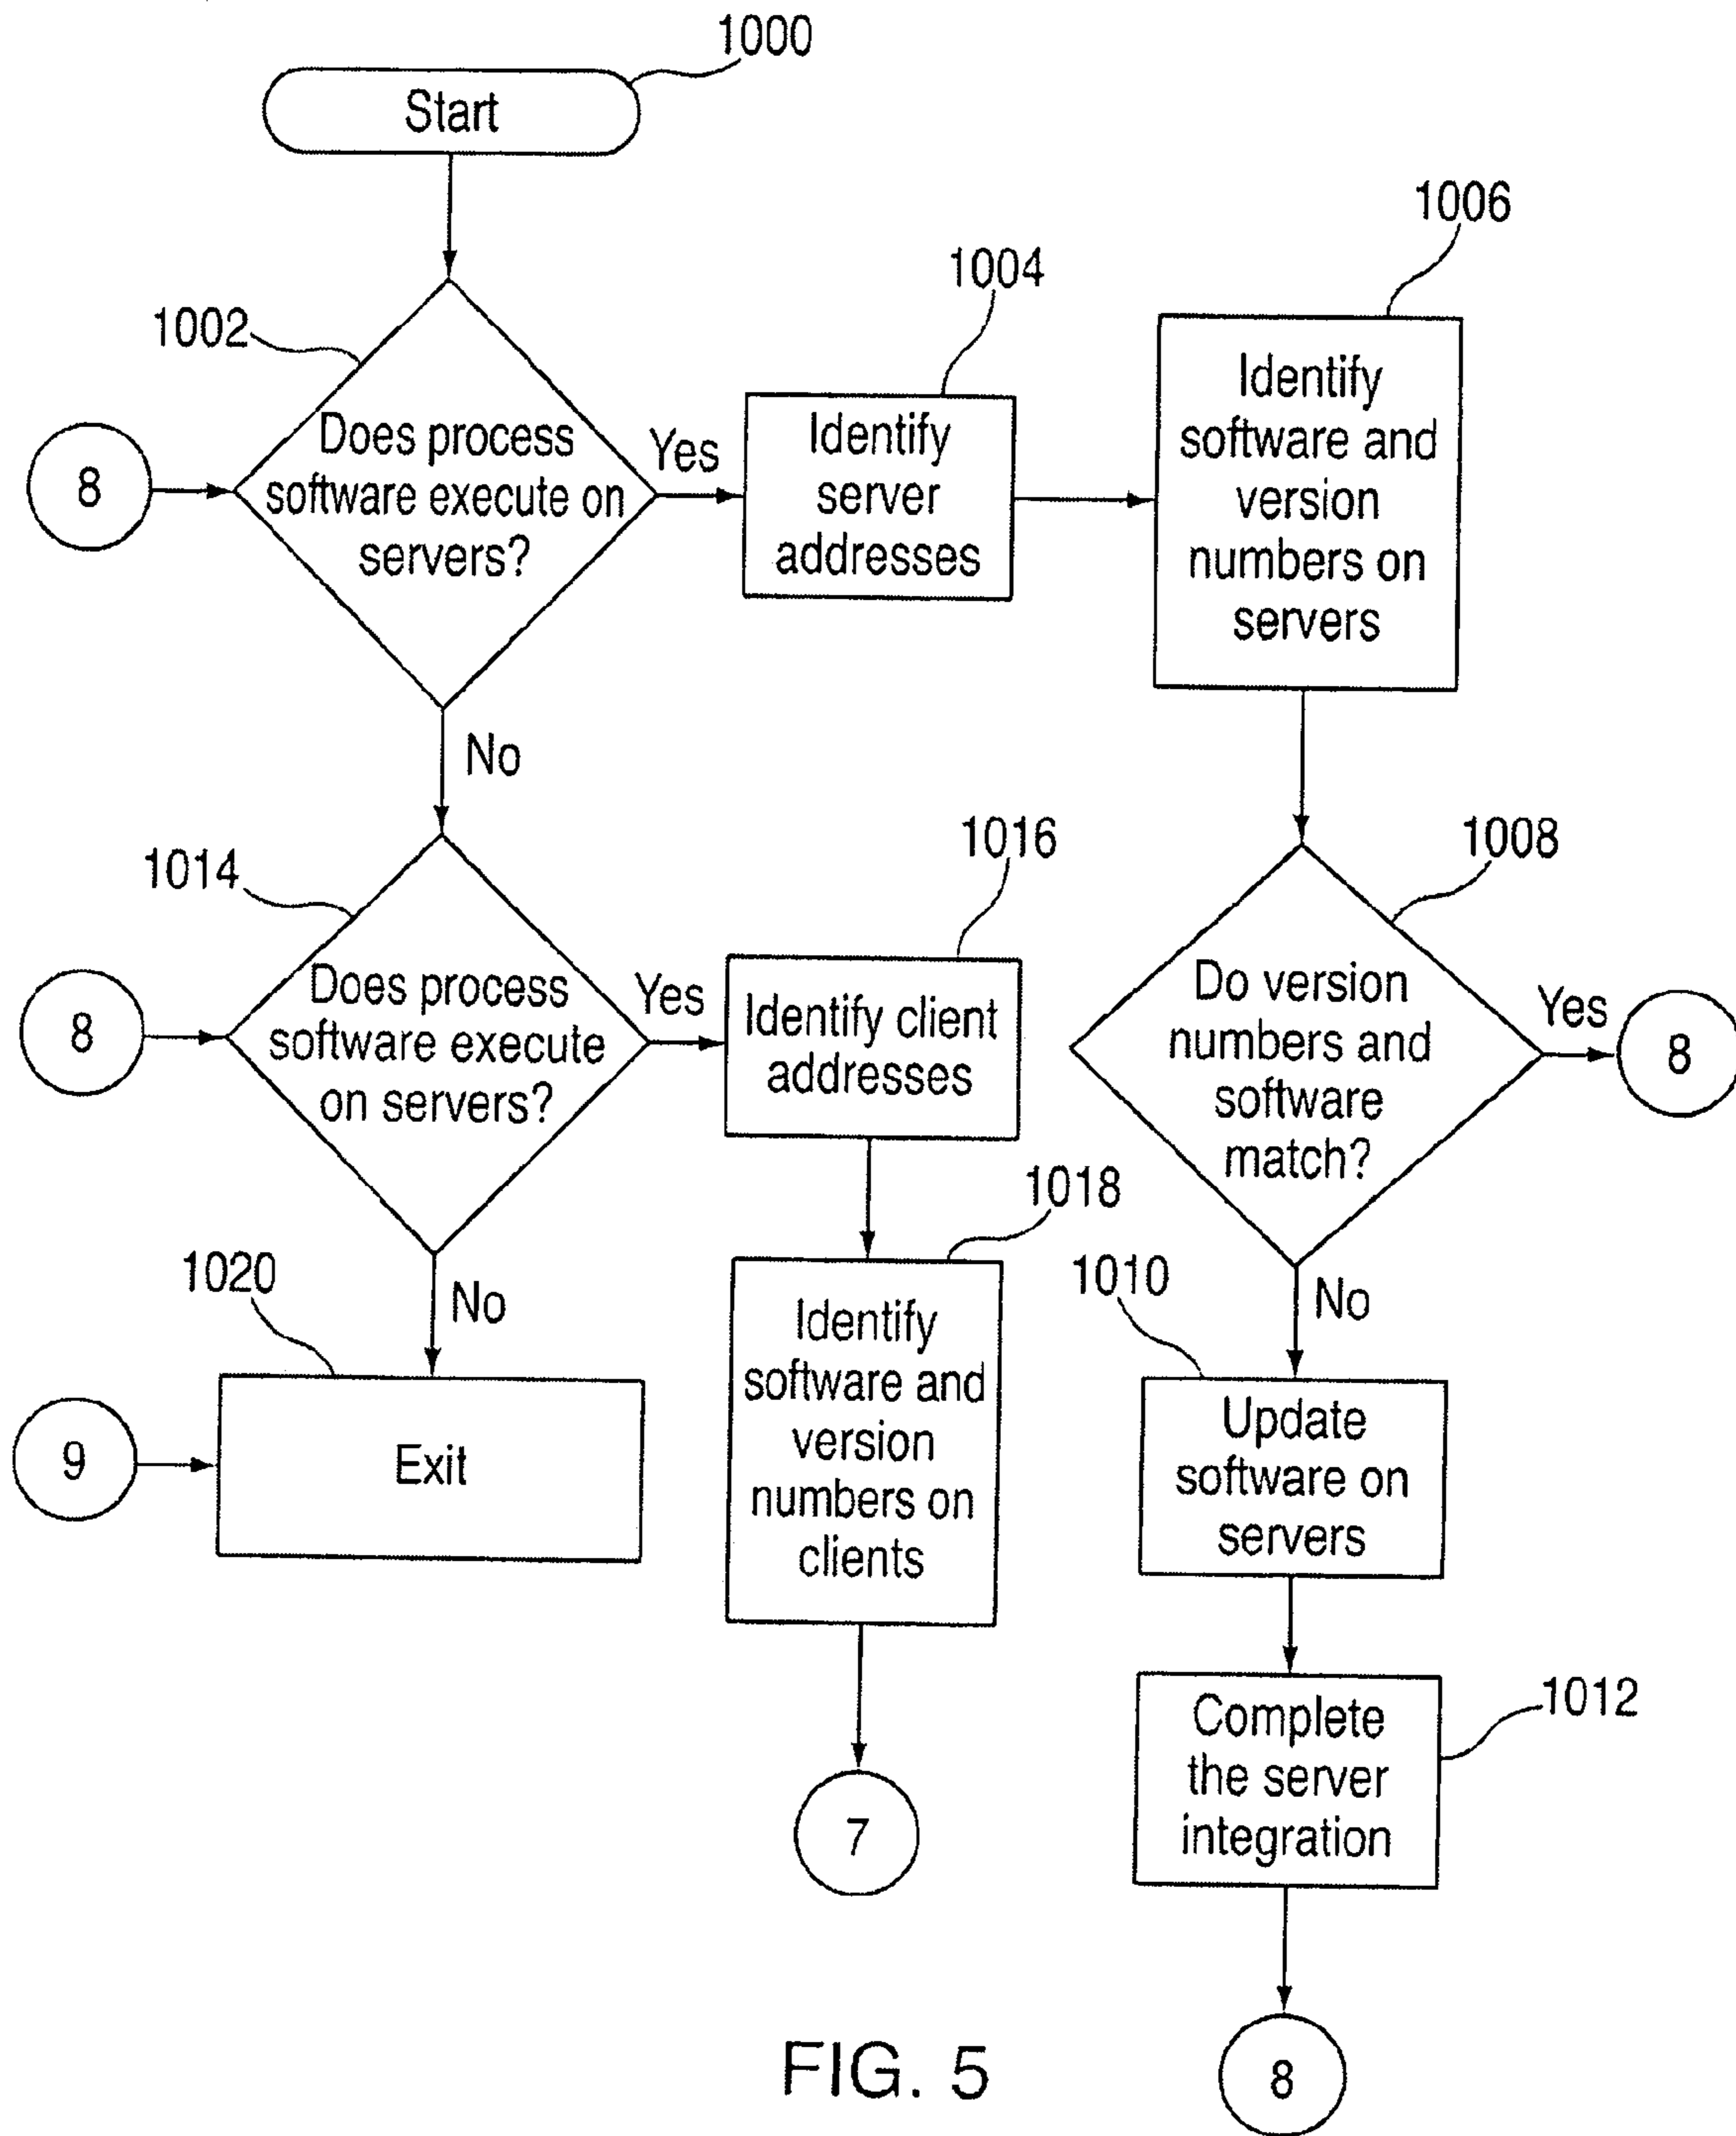 1000
Start
1002
8
Does process
software execute on
servers?
Yes
1004
Identify
server
addresses
1006
Identify
software and
version
numbers on
servers
No
1014
8
Does process
software execute
on servers?
Yes
1016
Identify client
addresses
1008
Do version
numbers and
software
match?
Yes
8
1018
Identify
software and
version
numbers on
clients
7
No
1020
9
Exit
No
1010
Update
software on
servers
Complete
the server
integration
1012
8
FIG. 5